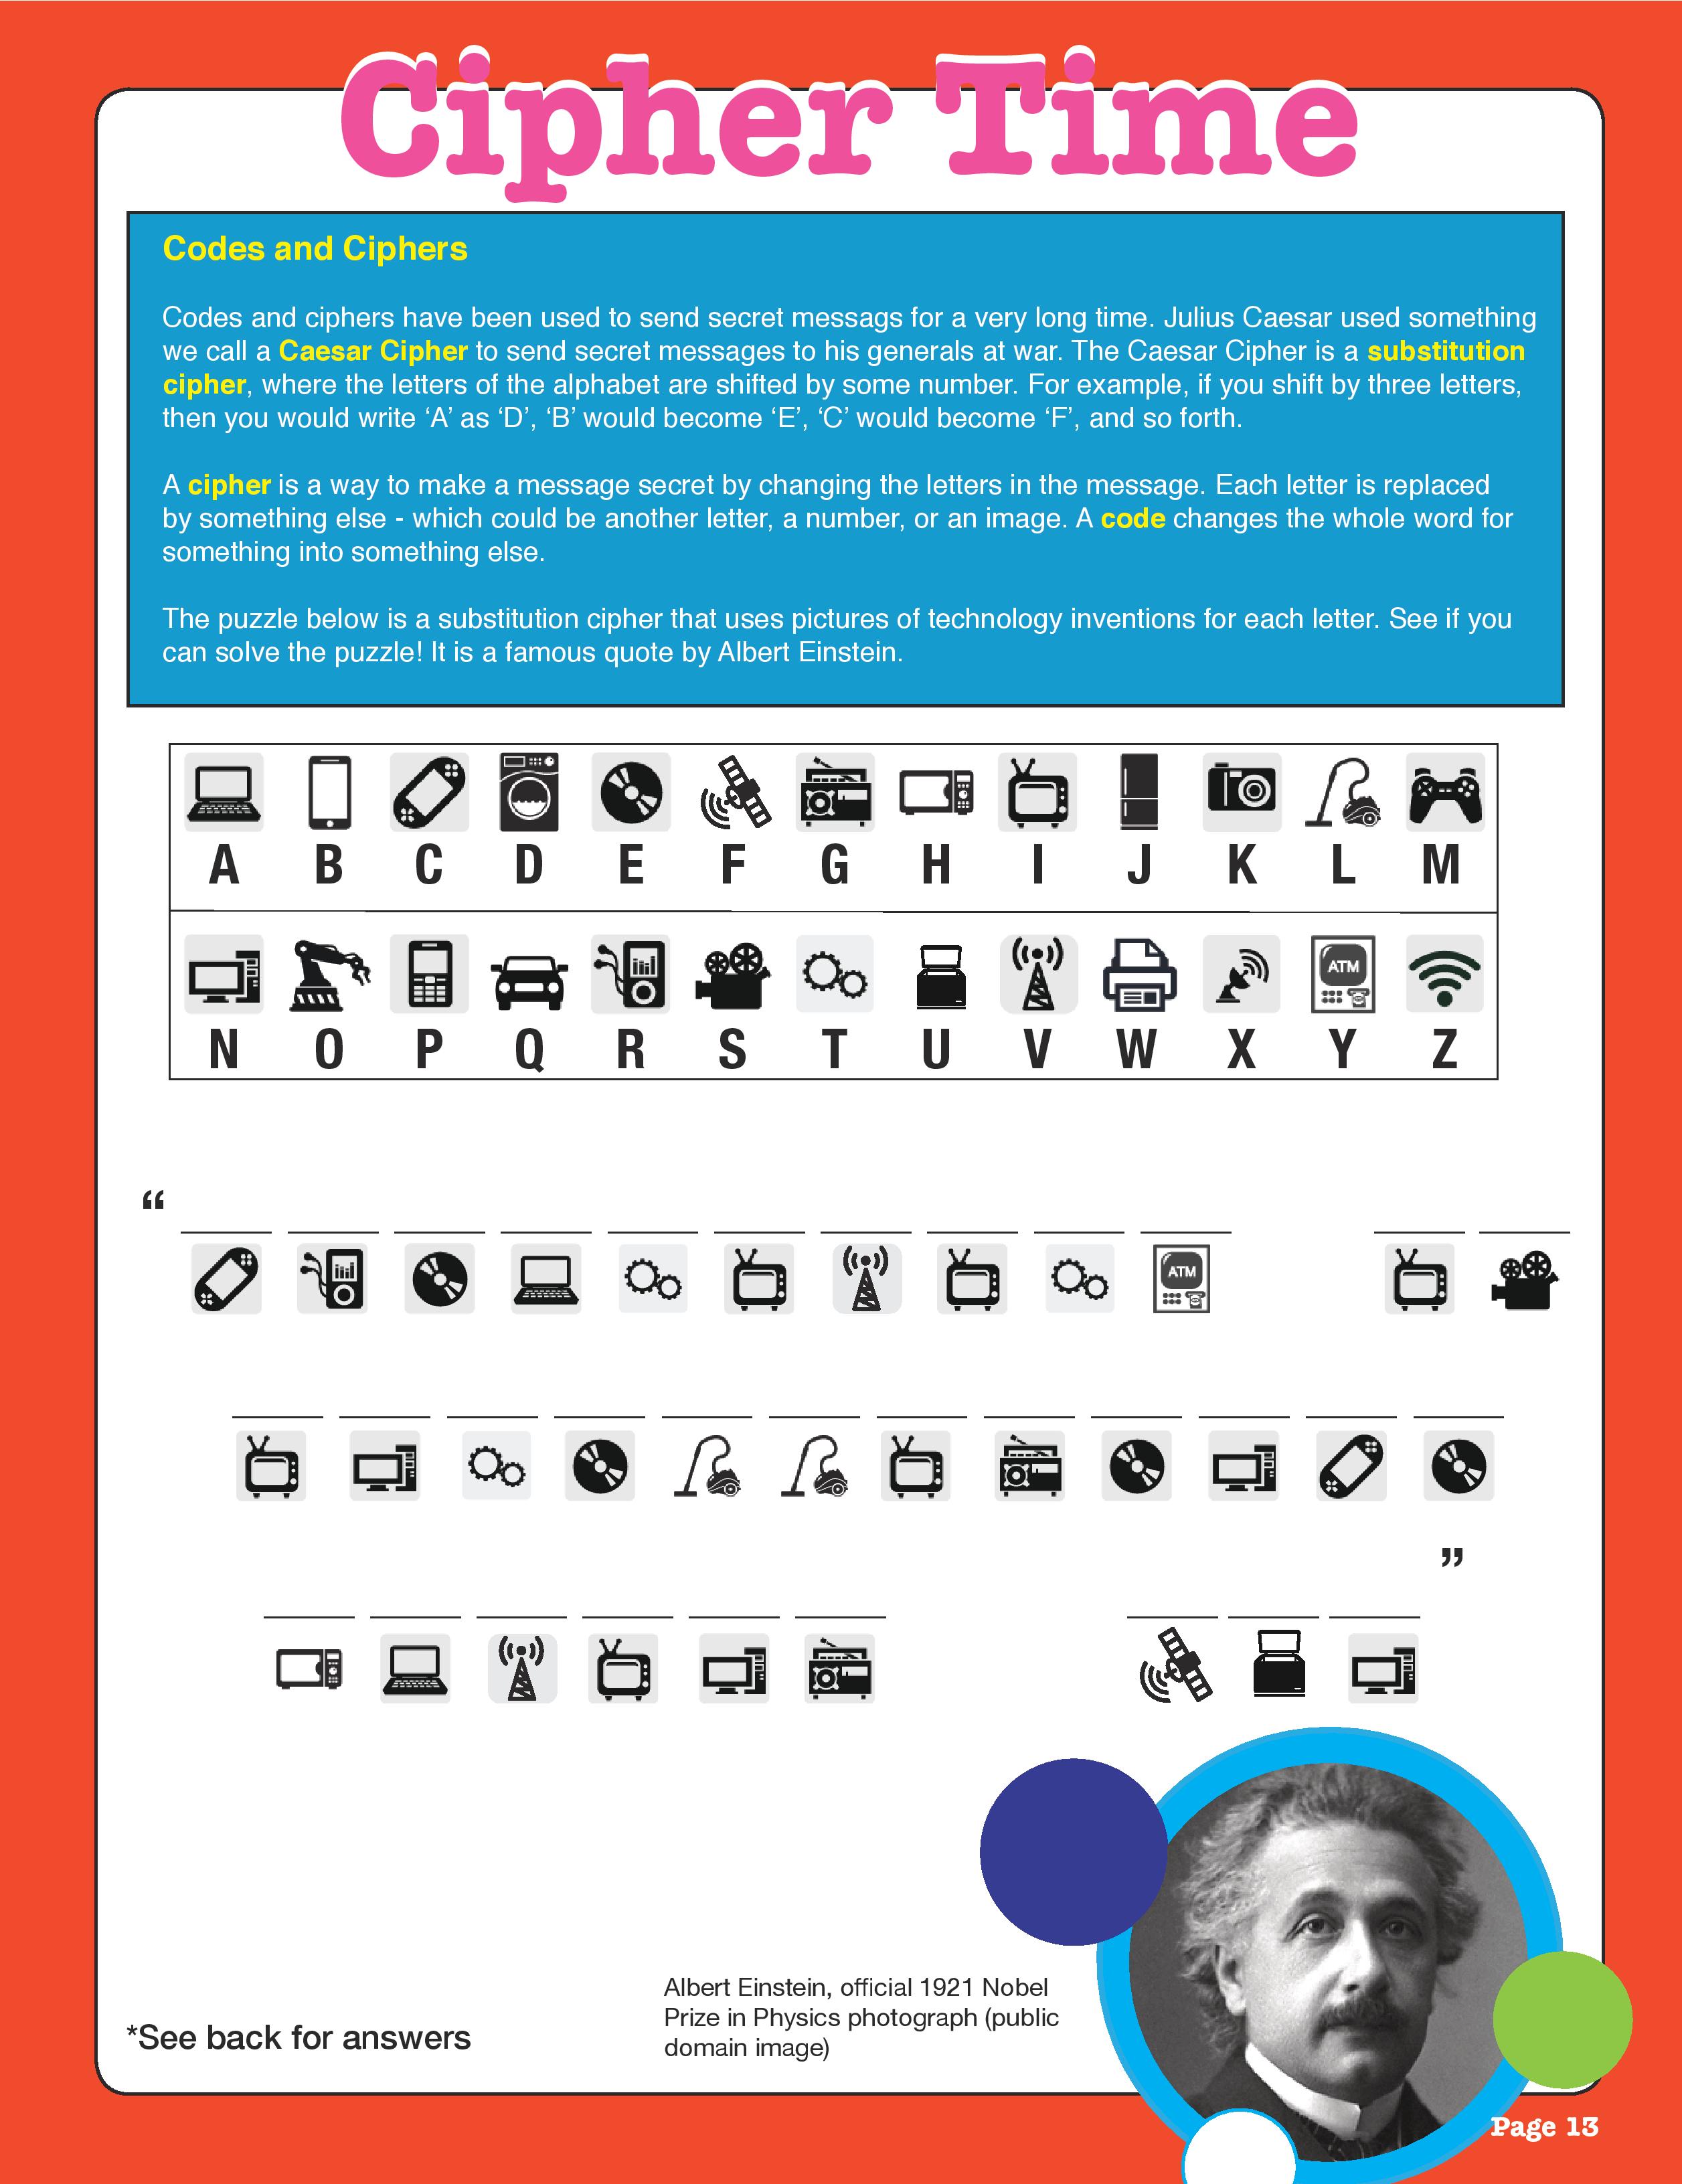 Cipher Time
Codes and Ciphers
Codes and ciphers have been used to send secret messags for a very long time. Julius Caesar used something
we call a Caesar Cipher to send secret messages to his generals at war. The Caesar Cipher is a substitution
cipher, where the letters of the alphabet are shifted by some number. For example, if you shift by three letters,
then you would write ‘A’ as ‘D’, ‘B’ would become ‘E’, ‘C’ would become ‘F’, and so forth.
A cipher is a way to make a message secret by changing the letters in the message. Each letter is replaced
by something else - which could be another letter, a number, or an image. A code changes the whole word for
something into something else.
The puzzle below is a substitution cipher that uses pictures of technology inventions for each letter. See if you
can solve the puzzle! It is a famous quote by Albert Einstein.
A B C D E F G H I J K L M
ATM
N O P Q R S T U V W X Y Z
“
ATM
”
Albert Einstein, official 1921 Nobel
Prize in Physics photograph (public
domain image)
*See back for answers
Page 13